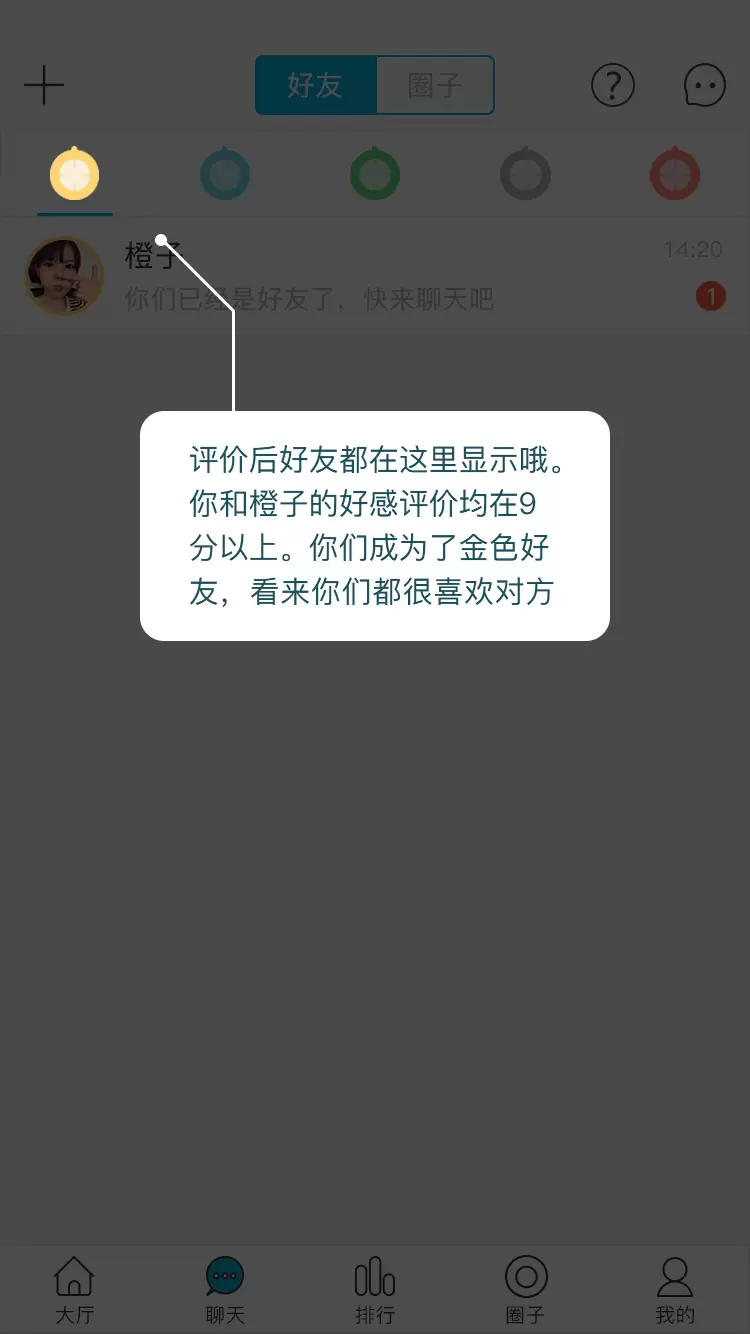 好友
圈子
?
橙子
14:20
你们已经是好友了，快来聊天吧
1
评价后好友都在这里显示哦。
你和橙子的好感评价均在9
分以上。你们成为了金色好
友，看来你们都很喜欢对方
大厅
聊天
排行
圈子
我的